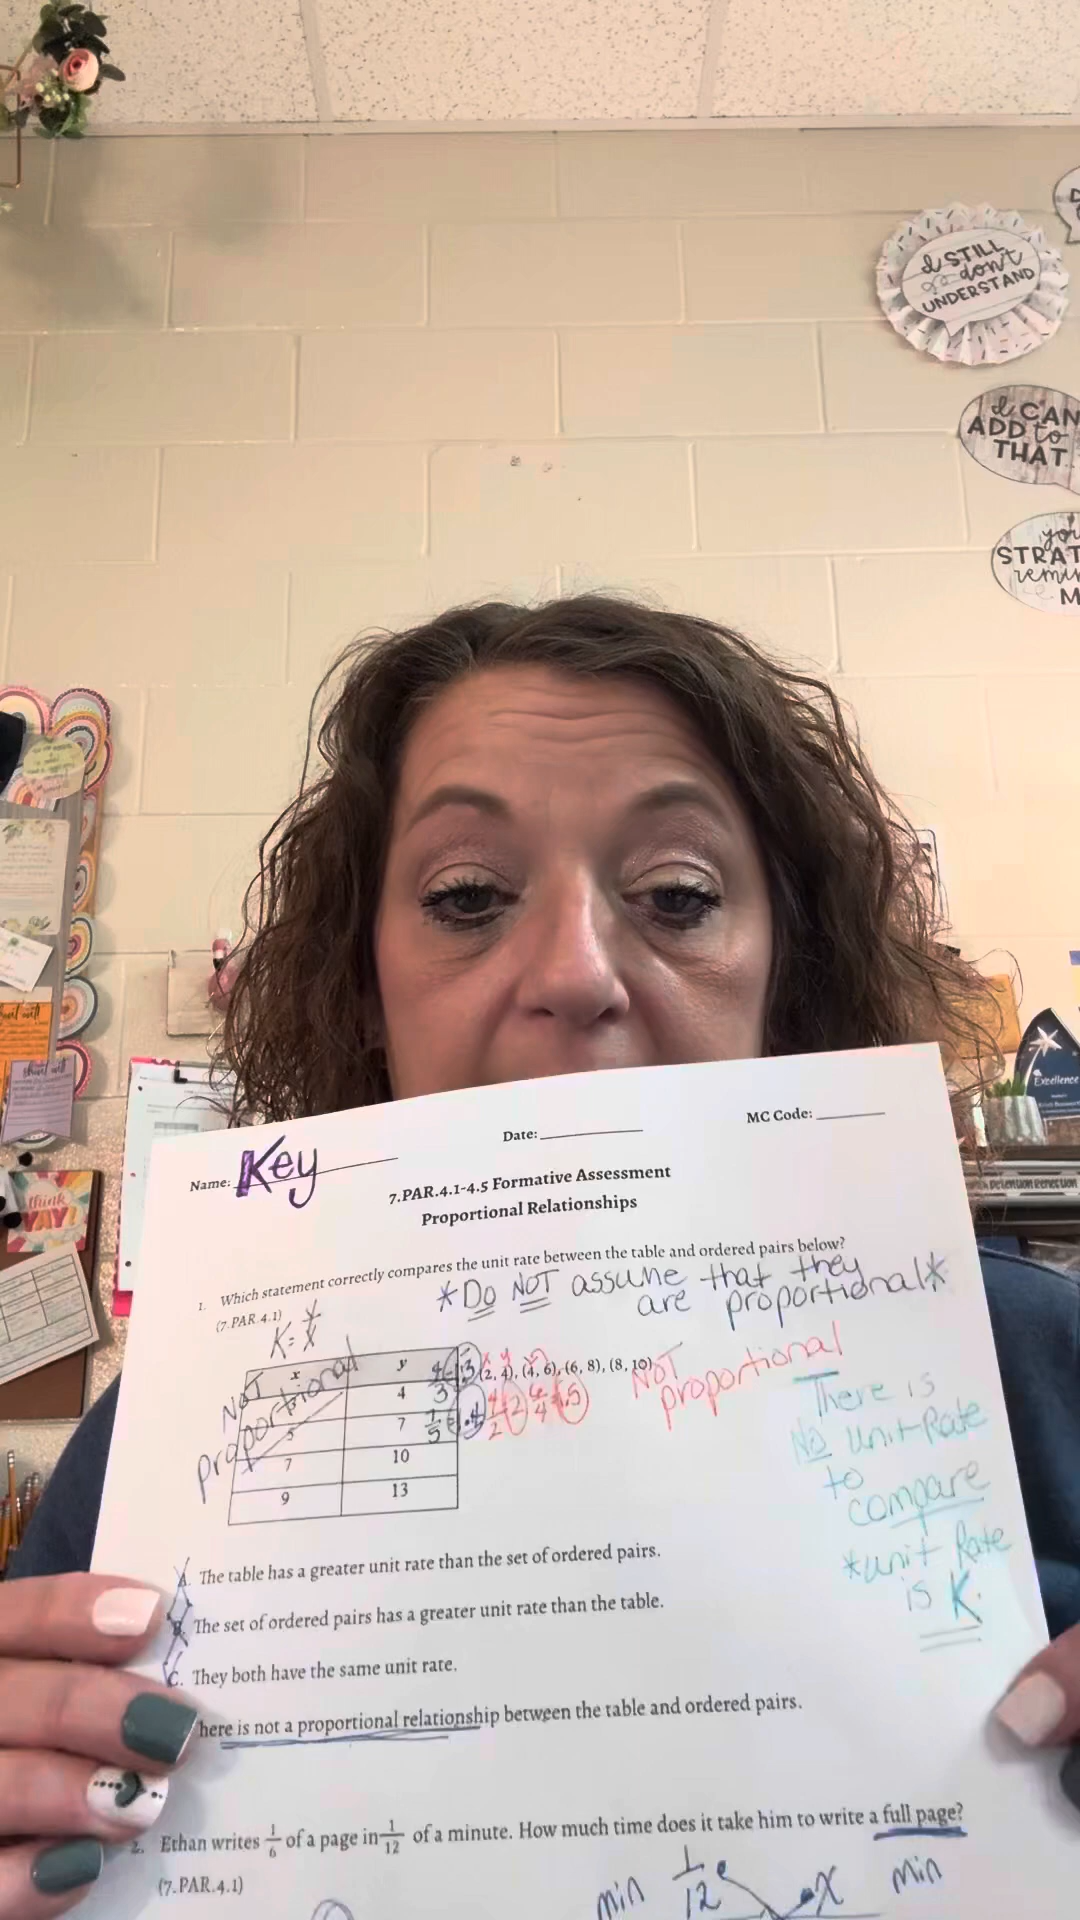 I STILL
don't
UNDERSTAND
I CAN
ADD to
THAT
STRAT
M
think
YAY!
Excellence
Name: Key
Date:
MC Code:
7.PAR.4.1-4.5 Formative Assessment
Proportional Relationships
1. Which statement correctly compares the unit rate between the table and ordered pairs below?
(7.PAR.4.1)
*Do NOT assume that they
are proportional*
K = y/x
x y
4
5 7
7 10
9 13
NOT
proportional
(2, 4), (4, 6), (6, 8), (8, 10)
NOT
proportional
There is
No Unit Rate
to
compare
*unit Rate
is K.
A. The table has a greater unit rate than the set of ordered pairs.
B. The set of ordered pairs has a greater unit rate than the table.
C. They both have the same unit rate.
here is not a proportional relationship between the table and ordered pairs.
2. Ethan writes 1/6 of a page in 1/12 of a minute. How much time does it take him to write a full page?
(7.PAR.4.1)
min 1/12 x min